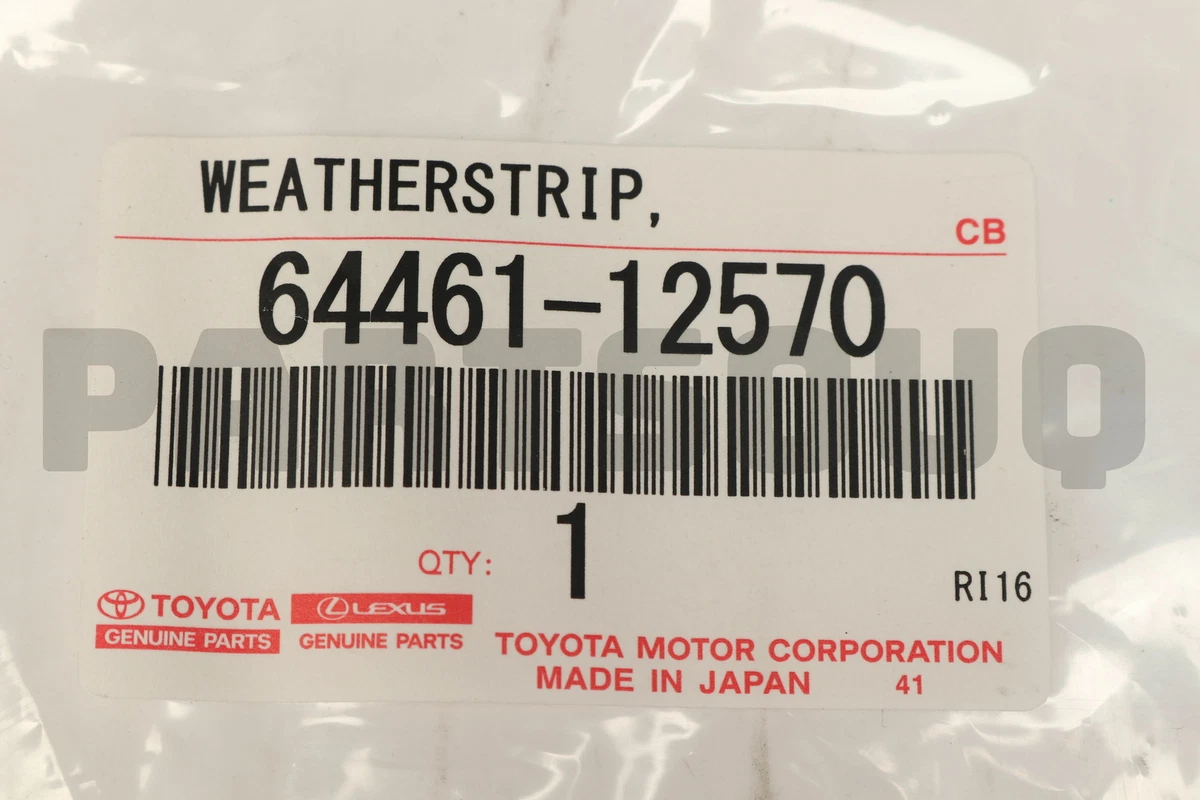 WEATHERSTRIP,
CB
64461-12570
PARTSOUQ
QTY: 1
RI16
TOYOTA LEXUS
GENUINE PARTS GENUINE PARTS
TOYOTA MOTOR CORPORATION
MADE IN JAPAN 41